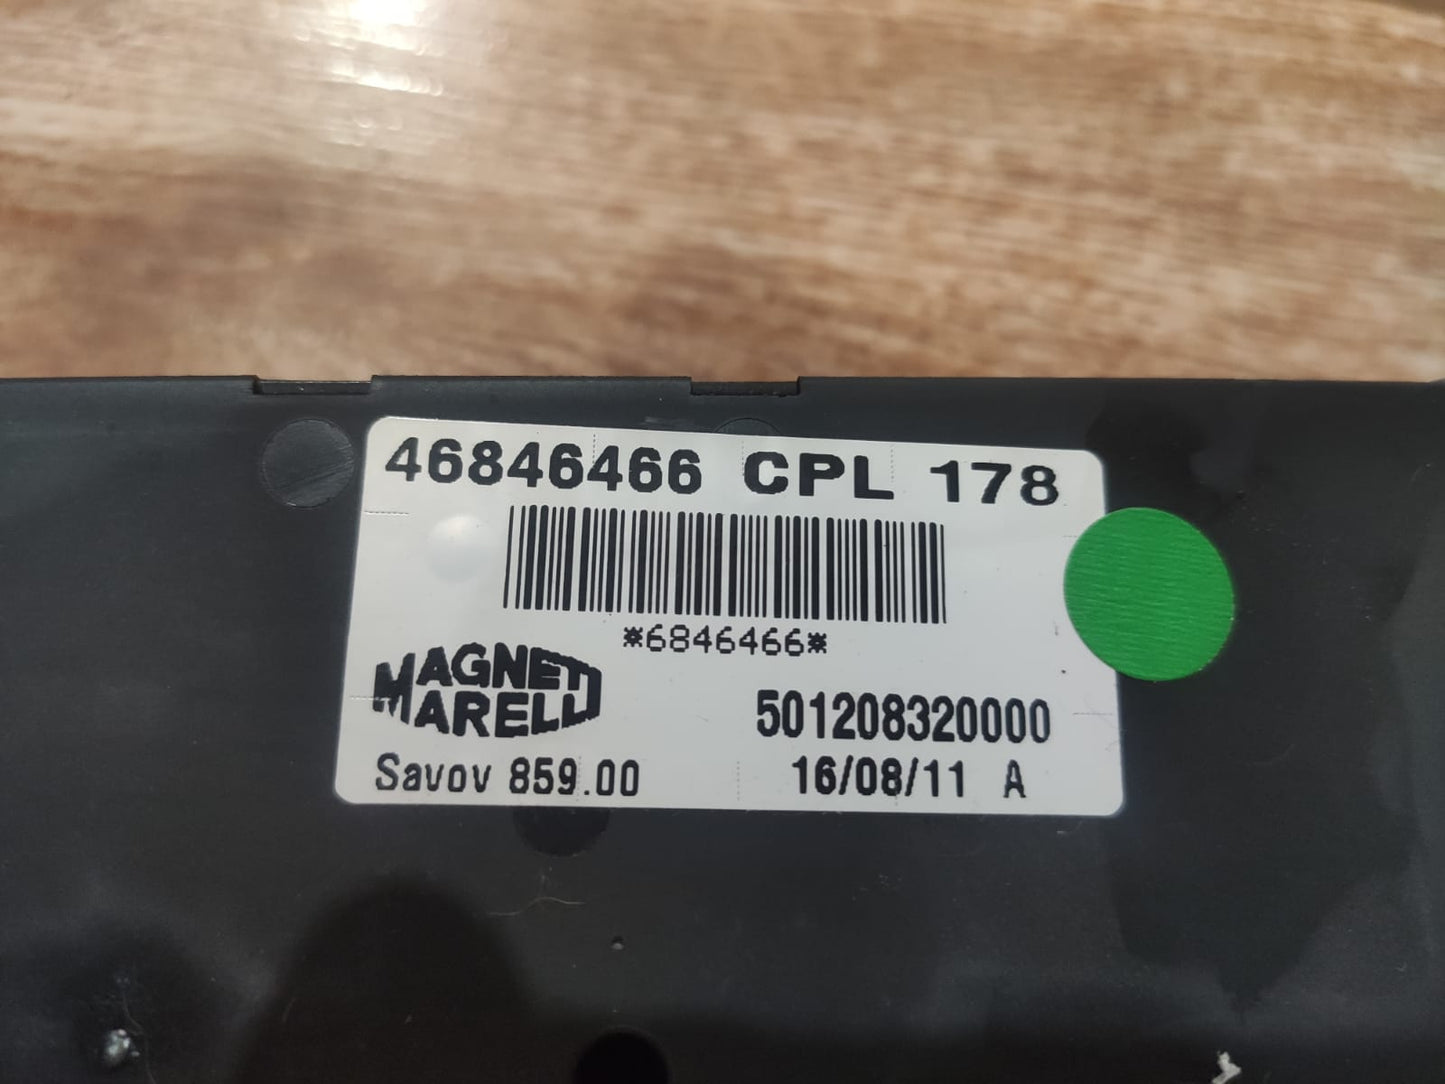 46846466 CPL 178
*6846466*
MAGNETI
MARELLI
501208320000
Savov 859.00
16/08/11 A